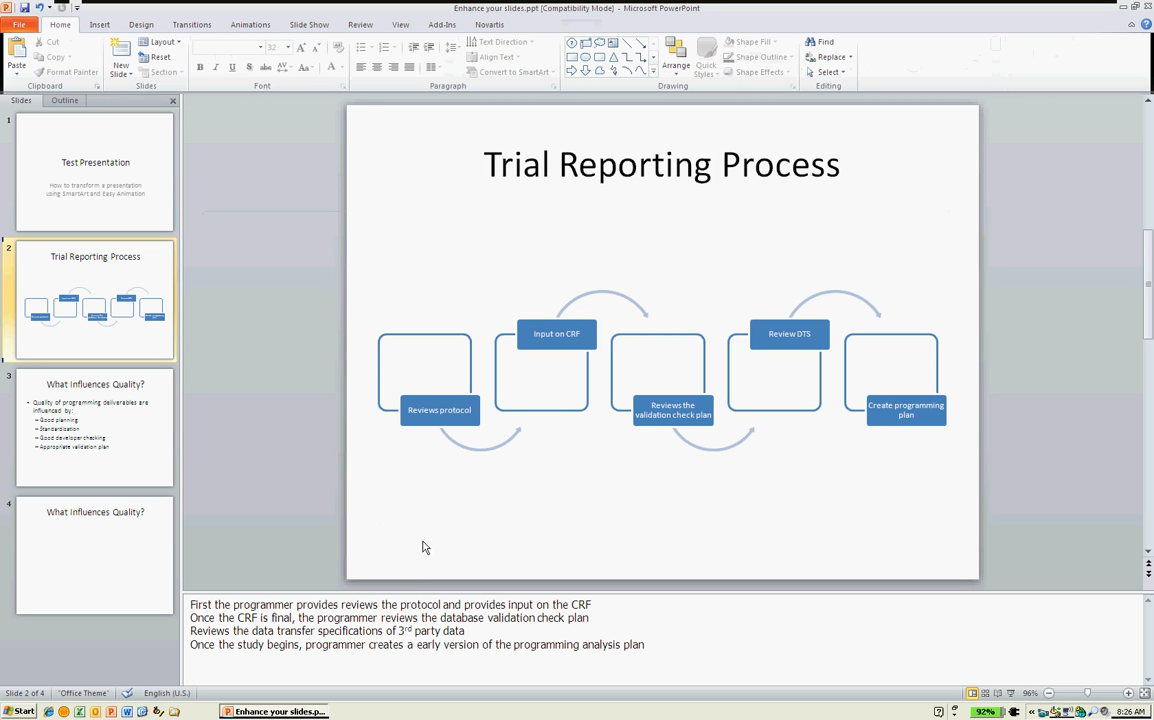 Enhance your slides.ppt [Compatibility Mode] - Microsoft PowerPoint
File Home Insert Design Transitions Animations Slide Show Review View Add-Ins Novartis
Cut
Copy
Format Painter
Paste
Clipboard
New
Slide
Layout
Reset
Section
Slides
32
Font
Text Direction
Align Text
Convert to SmartArt
Paragraph
Arrange
Quick
Styles
Shape Fill
Shape Outline
Shape Effects
Drawing
Find
Replace
Select
Editing
Slides Outline
1
Test Presentation
How to transform a presentation
using SmartArt and Easy Animation
2
Trial Reporting Process
3
What Influences Quality?
• Quality of programming deliverables are
influenced by:
– Good planning
– Standardization
– Good developer checking
– Appropriate validation plan
4
What Influences Quality?
Trial Reporting Process
Reviews protocol
Input on CRF
Reviews the
validation check plan
Review DTS
Create programming
plan
First the programmer provides reviews the protocol and provides input on the CRF
Once the CRF is final, the programmer reviews the database validation check plan
Reviews the data transfer specifications of 3rd party data
Once the study begins, programmer creates a early version of the programming analysis plan
Slide 2 of 4 "Office Theme" English (U.S.) 96%
Start Enhance your slides.p... 92% 8:26 AM